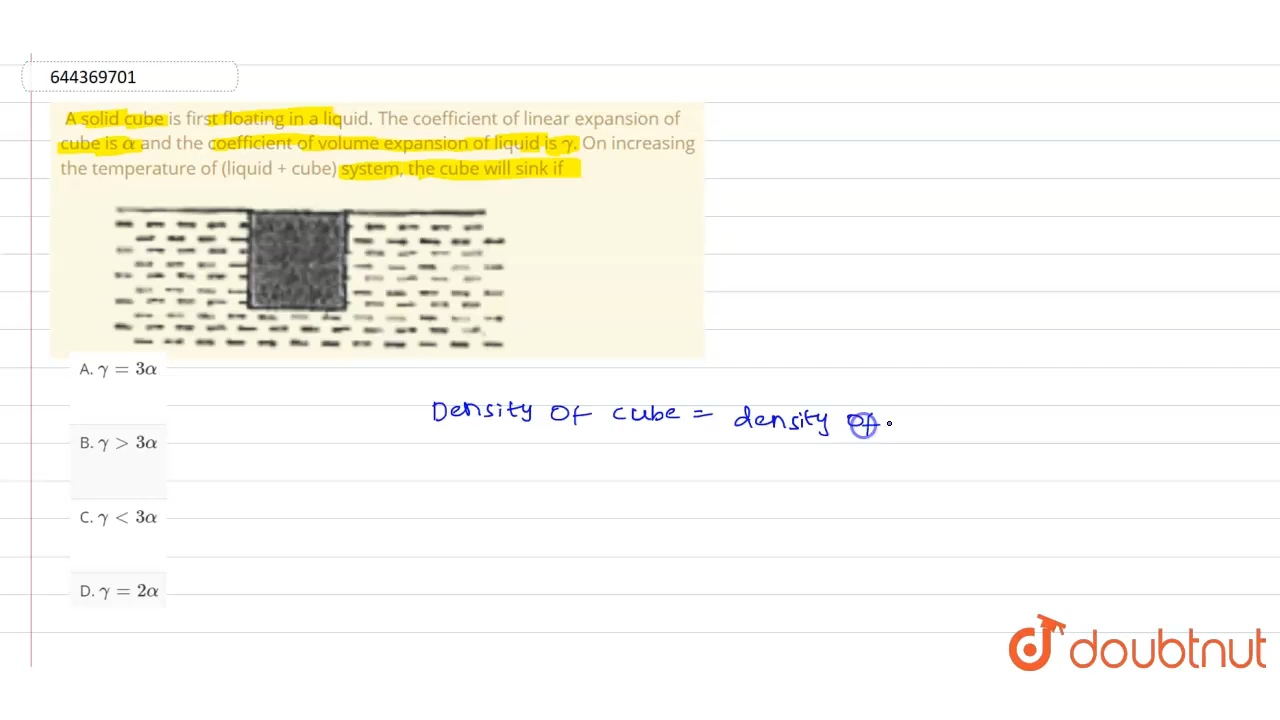 644369701
A solid cube is first floating in a liquid. The coefficient of linear expansion of
cube is α and the coefficient of volume expansion of liquid is γ. On increasing
the temperature of (liquid + cube) system, the cube will sink if
A. γ = 3α
Density of cube = density of
B. γ > 3α
C. γ < 3α
D. γ = 2α
doubtnut